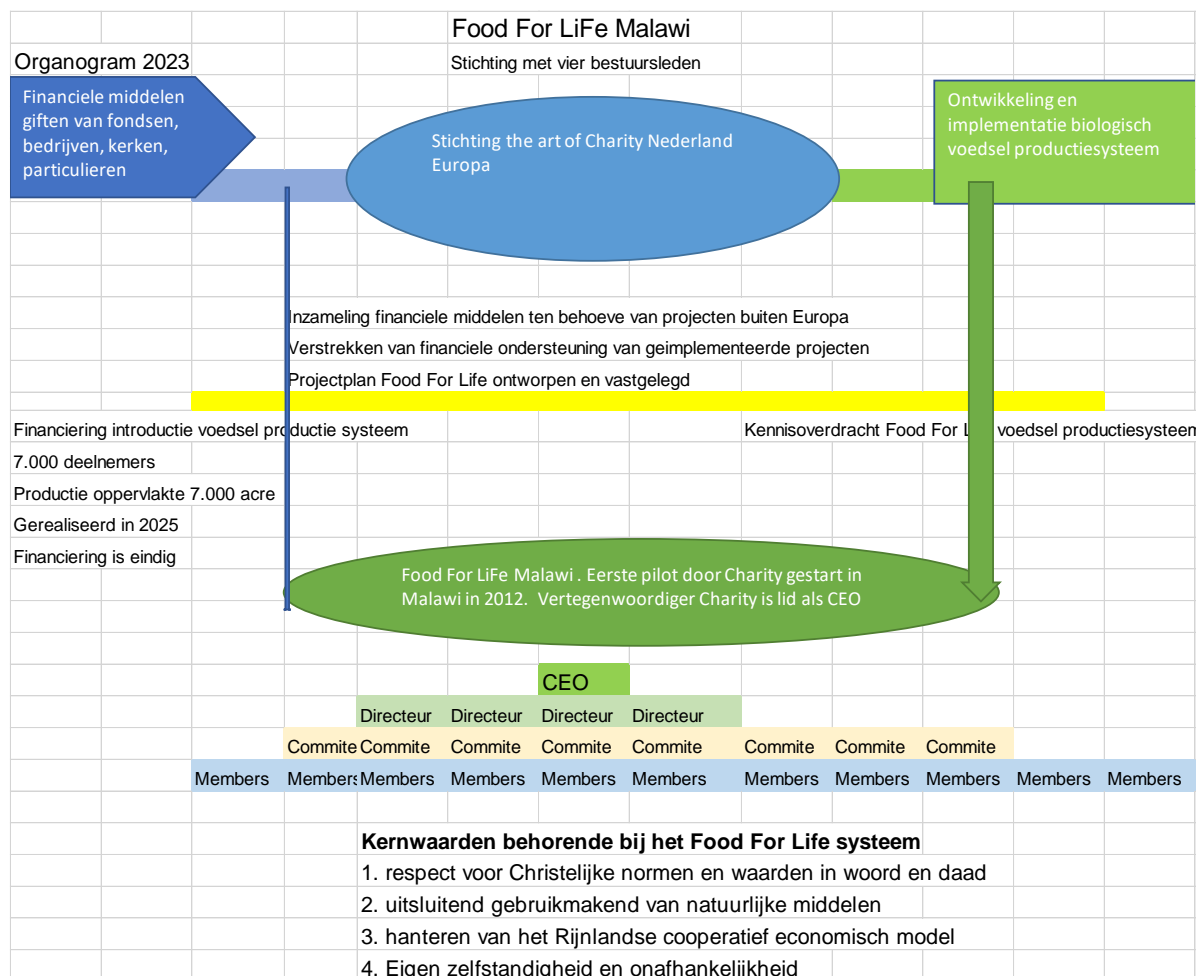 Food For LiFe Malawi
Organogram 2023
Stichting met vier bestuursleden
Financiele middelen
giften van fondsen,
bedrijven, kerken,
particulieren
Stichting the art of Charity Nederland
Europa
Ontwikkeling en
implementatie biologisch
voedsel productiesysteem
Inzameling financiele middelen ten behoeve van projecten buiten Europa
Verstrekken van financiele ondersteuning van geimplementeerde projecten
Projectplan Food For Life ontworpen en vastgelegd
Financiering introductie voedsel productie systeem
Kennisoverdracht Food For Life voedsel productiesysteem
7.000 deelnemers
Productie oppervlakte 7.000 acre
Gerealiseerd in 2025
Financiering is eindig
Food For LiFe Malawi . Eerste pilot door Charity gestart in
Malawi in 2012. Vertegenwoordiger Charity is lid als CEO
CEO
Directeur Directeur Directeur Directeur
Commite Commite Commite Commite Commite Commite Commite Commite
Members Members Members Members Members Members Members Members Members Members Members
Kernwaarden behorende bij het Food For Life systeem
1. respect voor Christelijke normen en waarden in woord en daad
2. uitsluitend gebruikmakend van natuurlijke middelen
3. hanteren van het Rijnlandse cooperatief economisch model
4. Eigen zelfstandigheid en onafhankelijkheid